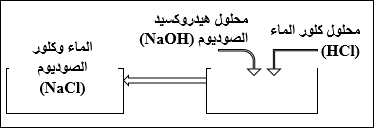 محلول كلور الماء
(HCl)
محلول هيدروكسيد
الصوديوم (NaOH)
الماء وكلور
الصوديوم
(NaCl)